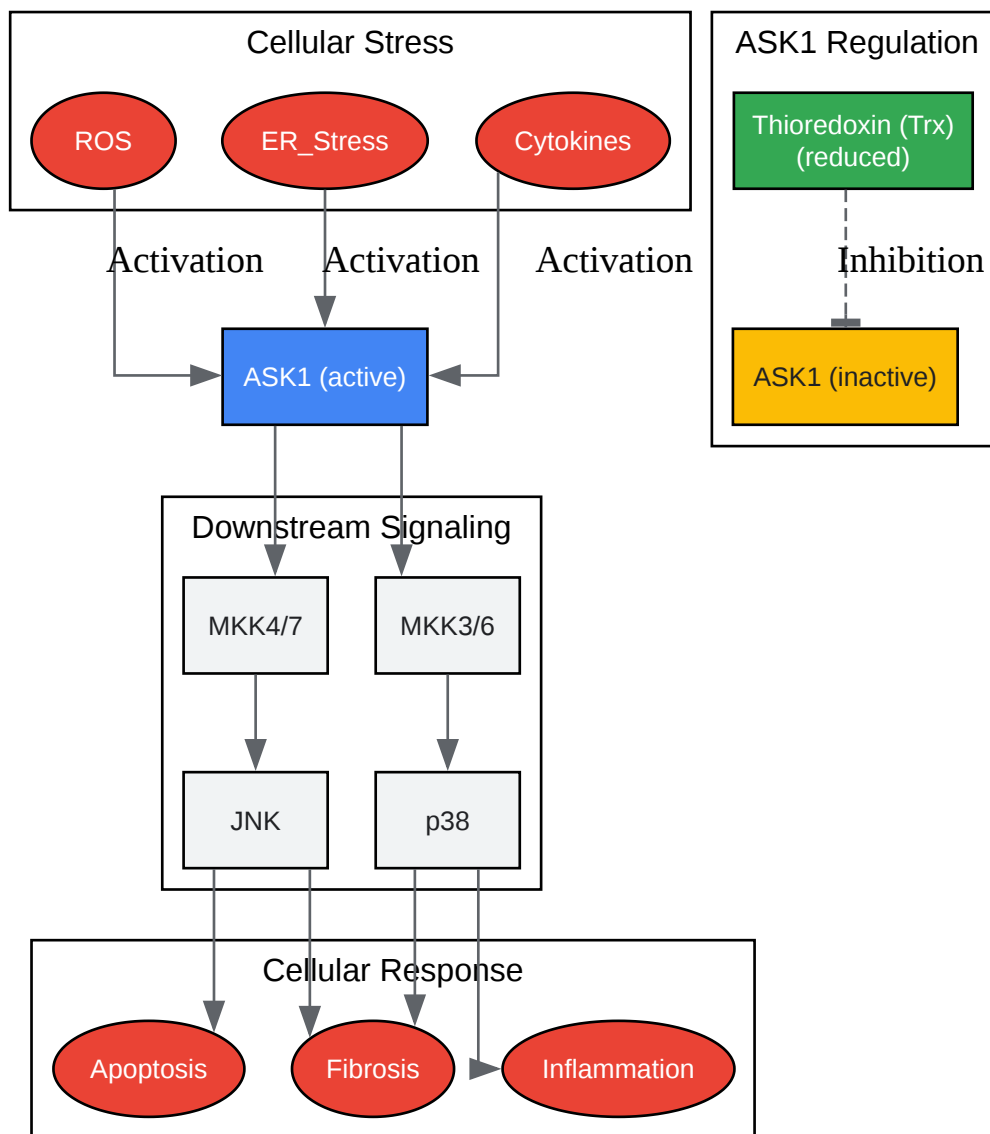 Cellular Stress
ASK1 Regulation
ROS
ER_Stress
Cytokines
Thioredoxin (Trx)
(reduced)
Activation
Activation
Activation
Inhibition
ASK1 (active)
ASK1 (inactive)
Downstream Signaling
MKK4/7
MKK3/6
JNK
p38
Cellular Response
Apoptosis
Fibrosis
Inflammation